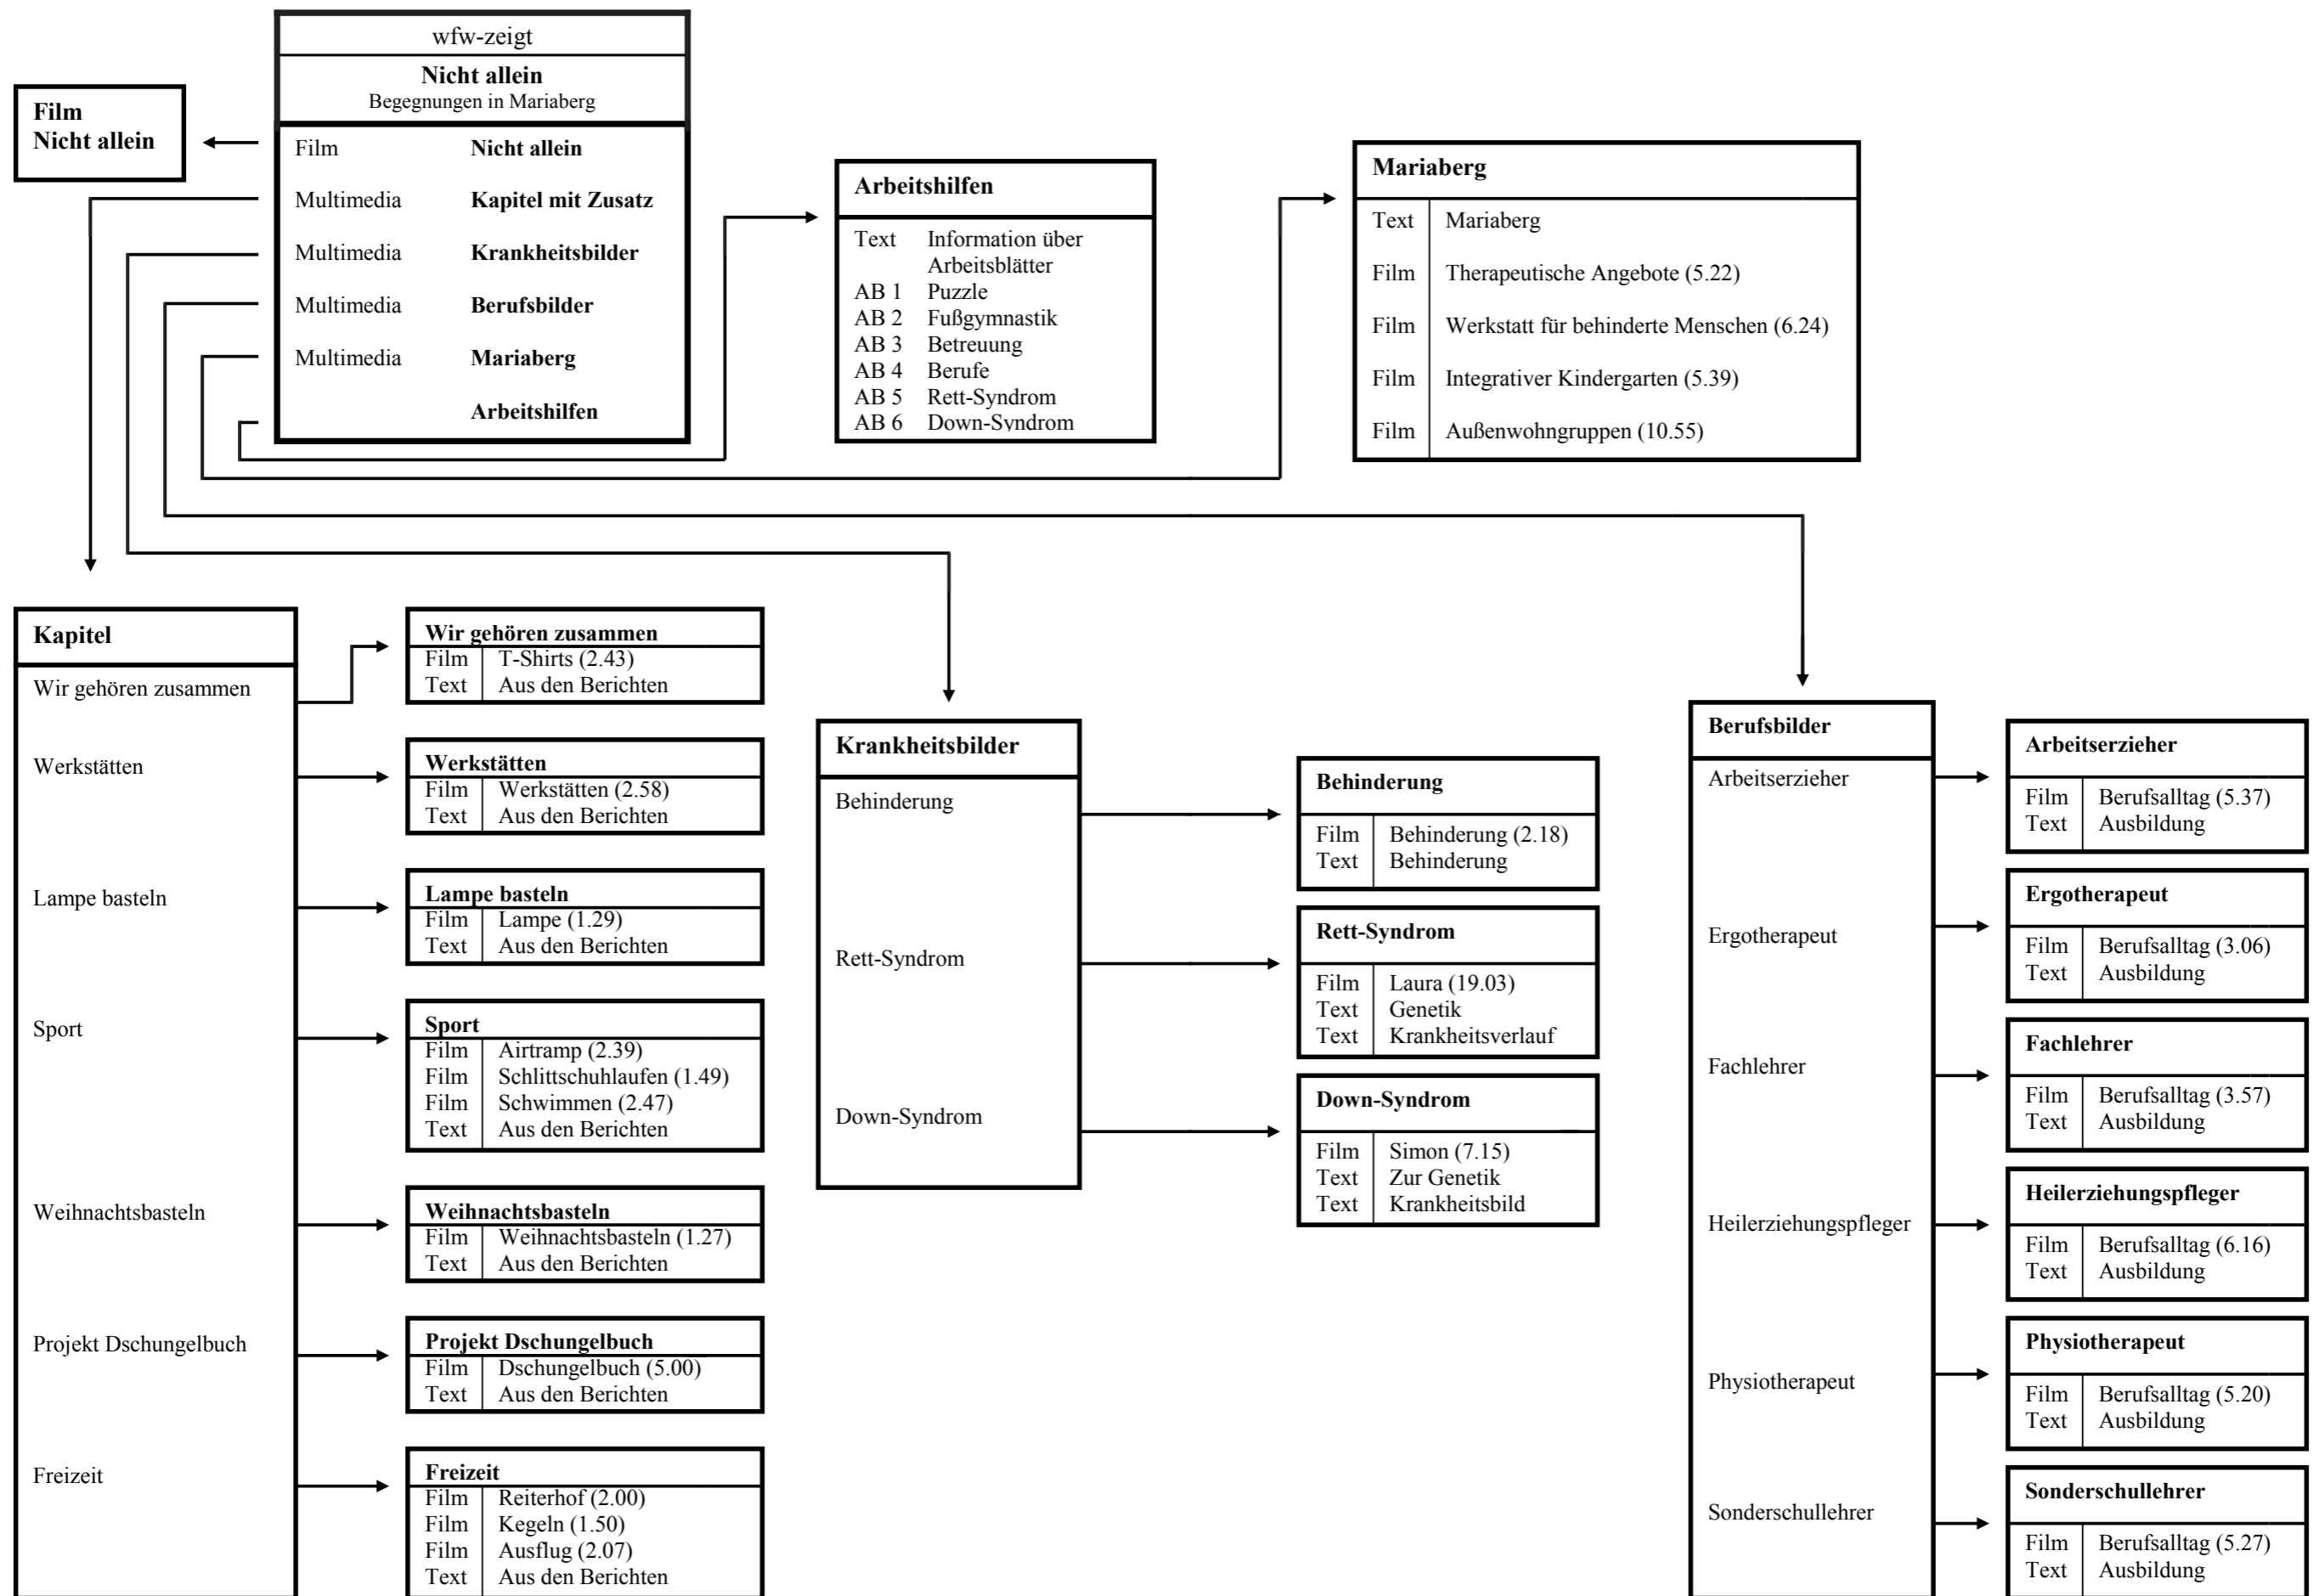 wfw-zeigt
Nicht allein
Begegnungen in Mariaberg
Film Nicht allein
Multimedia Kapitel mit Zusatz
Multimedia Krankheitsbilder
Multimedia Berufsbilder
Multimedia Mariaberg
Arbeitshilfen
Film
Nicht allein
Arbeitshilfen
Text Information über
Arbeitsblätter
AB 1 Puzzle
AB 2 Fußgymnastik
AB 3 Betreuung
AB 4 Berufe
AB 5 Rett-Syndrom
AB 6 Down-Syndrom
Mariaberg
Text Mariaberg
Film Therapeutische Angebote (5.22)
Film Werkstatt für behinderte Menschen (6.24)
Film Integrativer Kindergarten (5.39)
Film Außenwohngruppen (10.55)
Kapitel
Wir gehören zusammen
Werkstätten
Lampe basteln
Sport
Weihnachtsbasteln
Projekt Dschungelbuch
Freizeit
Wir gehören zusammen
Film T-Shirts (2.43)
Text Aus den Berichten
Werkstätten
Film Werkstätten (2.58)
Text Aus den Berichten
Lampe basteln
Film Lampe (1.29)
Text Aus den Berichten
Sport
Film Airtramp (2.39)
Film Schlittschuhlaufen (1.49)
Film Schwimmen (2.47)
Text Aus den Berichten
Weihnachtsbasteln
Film Weihnachtsbasteln (1.27)
Text Aus den Berichten
Projekt Dschungelbuch
Film Dschungelbuch (5.00)
Text Aus den Berichten
Freizeit
Film Reiterhof (2.00)
Film Kegeln (1.50)
Film Ausflug (2.07)
Text Aus den Berichten
Krankheitsbilder
Behinderung
Rett-Syndrom
Down-Syndrom
Behinderung
Film Behinderung (2.18)
Text Behinderung
Rett-Syndrom
Film Laura (19.03)
Text Genetik
Text Krankheitsverlauf
Down-Syndrom
Film Simon (7.15)
Text Zur Genetik
Text Krankheitsbild
Berufsbilder
Arbeitserzieher
Ergotherapeut
Fachlehrer
Heilerziehungspfleger
Physiotherapeut
Sonderschullehrer
Arbeitserzieher
Film Berufsalltag (5.37)
Text Ausbildung
Ergotherapeut
Film Berufsalltag (3.06)
Text Ausbildung
Fachlehrer
Film Berufsalltag (3.57)
Text Ausbildung
Heilerziehungspfleger
Film Berufsalltag (6.16)
Text Ausbildung
Physiotherapeut
Film Berufsalltag (5.20)
Text Ausbildung
Sonderschullehrer
Film Berufsalltag (5.27)
Text Ausbildung